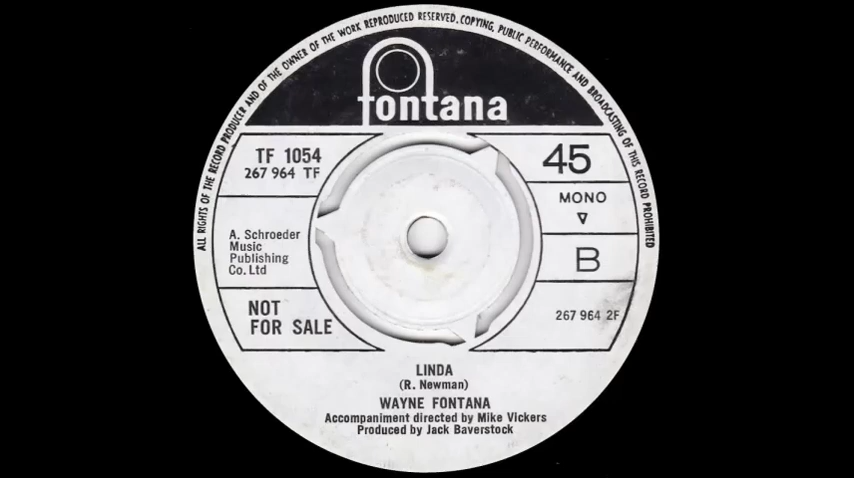 ALL RIGHTS OF THE RECORD PRODUCER AND OF THE OWNER OF THE WORK REPRODUCED RESERVED. COPYING, PUBLIC PERFORMANCE AND BROADCASTING OF THIS RECORD PROHIBITED
fontana
TF 1054
267 964 TF
45
MONO
A. Schroeder
Music
Publishing
Co. Ltd
B
NOT
FOR SALE
267 964 2F
LINDA
(R. Newman)
WAYNE FONTANA
Accompaniment directed by Mike Vickers
Produced by Jack Baverstock